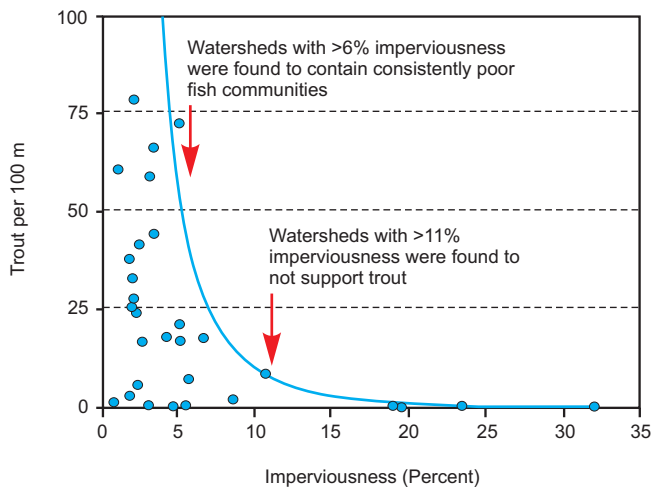 100
Watersheds with >6% imperviousness
were found to contain consistently poor
fish communities
75
Trout per 100 m
50
Watersheds with >11%
imperviousness were found to
not support trout
25
0
0 5 10 15 20 25 30 35
Imperviousness (Percent)